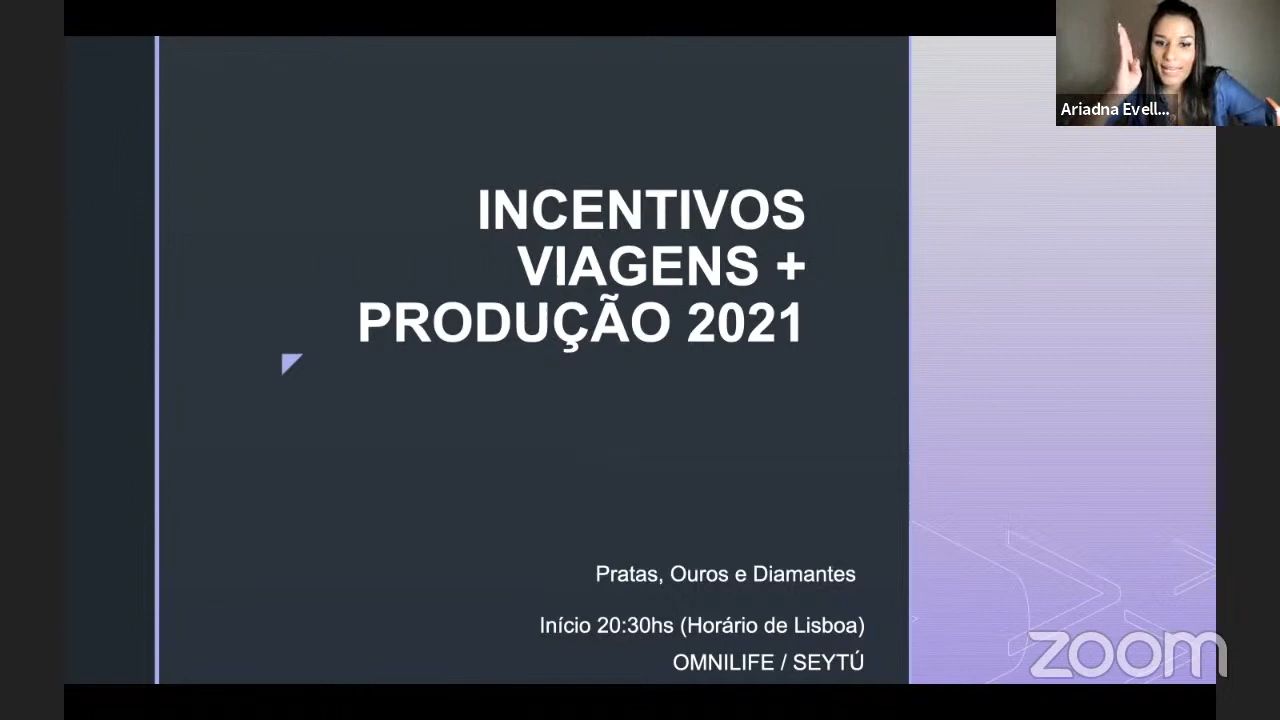 Ariadna Evell...
INCENTIVOS
VIAGENS +
PRODUÇÃO 2021
Pratas, Ouros e Diamantes
Início 20:30hs (Horário de Lisboa)
OMNILIFE / SEYTÚ
zoom